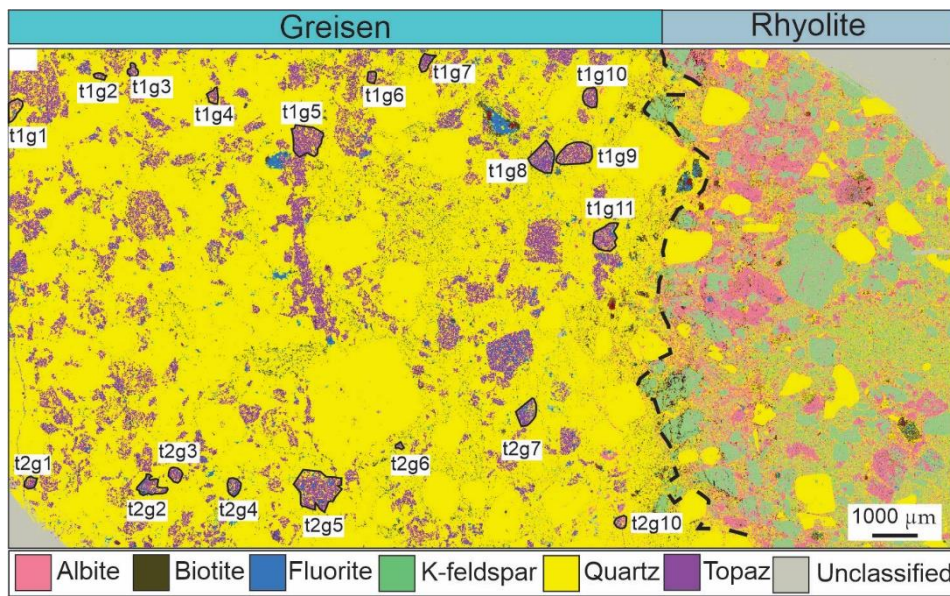 Greisen Rhyolite
t1g7
t1g3
t1g2
t1g6
t1g10
t1g4
t1g5
t1g1
t1g9
t1g8
t1g11
t2g7
t2g6
t2g3
t2g1
t2g2
t2g4
t2g5
t2g10
1000 µm
Albite Biotite Fluorite K-feldspar Quartz Topaz Unclassified